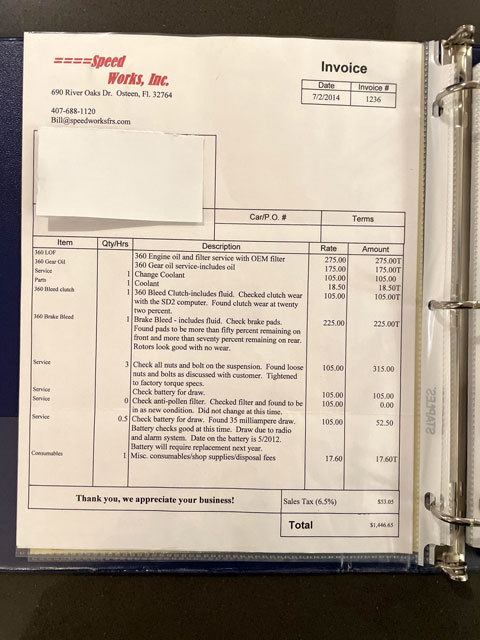 ====Speed
Works, Inc.
690 River Oaks Dr. Osteen, Fl. 32764
407-688-1120
Bill@speedworksfrs.com
Invoice
Date Invoice #
7/2/2014 1236
Car/P.O. # Terms
Item Qty/Hrs Description Rate Amount
360 LOF 360 Engine oil and filter service with OEM filter 275.00 275.00T
360 Gear Oil 360 Gear oil service-includes oil 175.00 175.00T
Service 1 Change Coolant 105.00 105.00
Parts 1 Coolant 18.50 18.50T
360 Bleed clutch 1 360 Bleed Clutch-includes fluid. Checked clutch wear 105.00 105.00T
with the SD2 computer. Found clutch wear at twenty
two percent.
360 Brake Bleed 1 Brake Bleed - includes fluid. Check brake pads. 225.00 225.00T
Found pads to be more than fifty percent remaining on
front and more than seventy percent remaining on rear.
Rotors look good with no wear.
Service 3 Check all nuts and bolt on the suspension. Found loose 105.00 315.00
nuts and bolts as discussed with customer. Tightened
to factory torque specs.
Service Check battery for draw. 105.00 105.00
Service 0 Check anti-pollen filter. Checked filter and found to be 105.00 0.00
in as new condition. Did not change at this time.
Service 0.5 Check battery for draw. Found 35 milliampere draw. 105.00 52.50
Battery checks good at this time. Draw due to radio
and alarm system. Date on the battery is 5/2012.
Battery will require replacement next year.
Consumables 1 Misc. consumables/shop supplies/disposal fees 17.60 17.60T
Thank you, we appreciate your business!
Sales Tax (6.5%) $53.05
Total $1,446.65
STAPLES